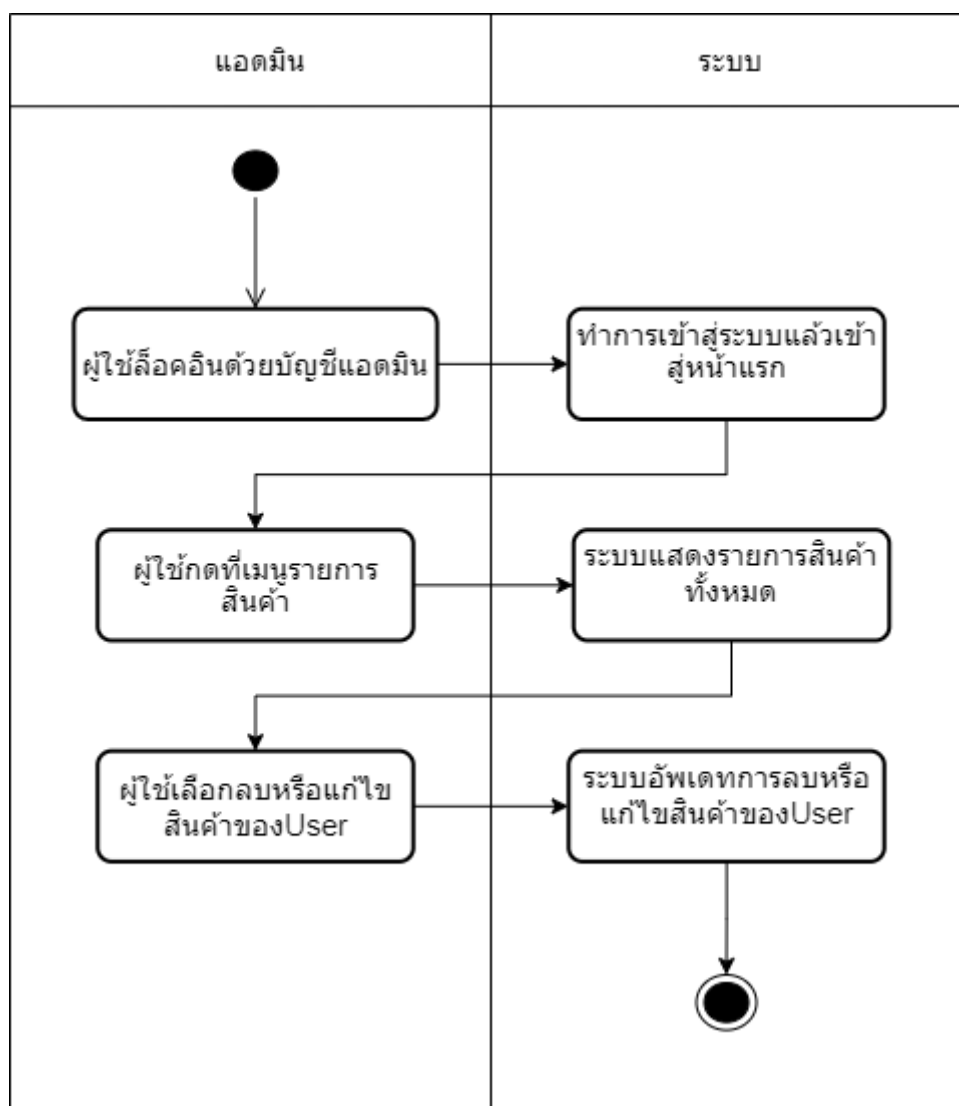 แอดมิน
ระบบ
ผู้ใช้ล็อคอินด้วยบัญชีแอดมิน
ทำการเข้าสู่ระบบแล้วเข้า
สู่หน้าแรก
ผู้ใช้กดที่เมนูรายการ
สินค้า
ระบบแสดงรายการสินค้า
ทั้งหมด
ผู้ใช้เลือกลบหรือแก้ไข
สินค้าของUser
ระบบอัพเดทการลบหรือ
แก้ไขสินค้าของUser